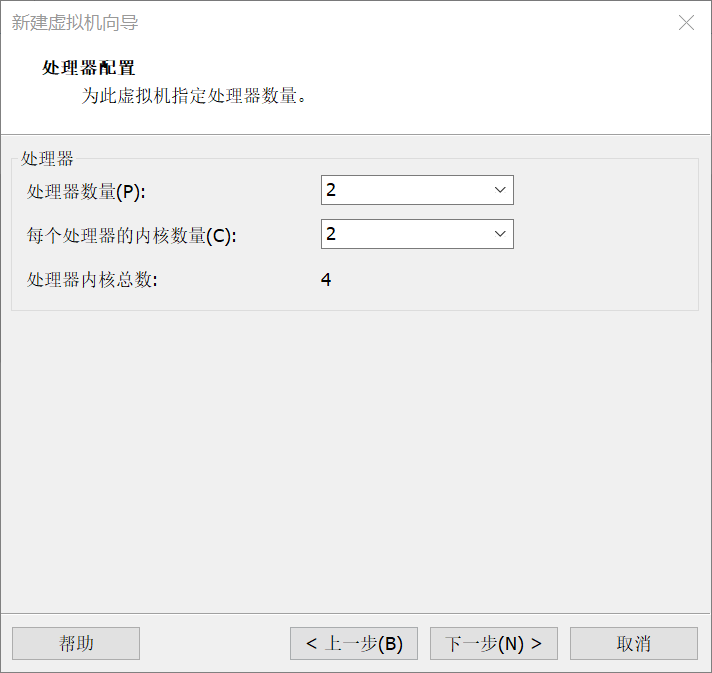 新建虚拟机向导
处理器配置
为此虚拟机指定处理器数量。
处理器
处理器数量(P): 2
每个处理器的内核数量(C): 2
处理器内核总数: 4
帮助 < 上一步(B) 下一步(N) > 取消